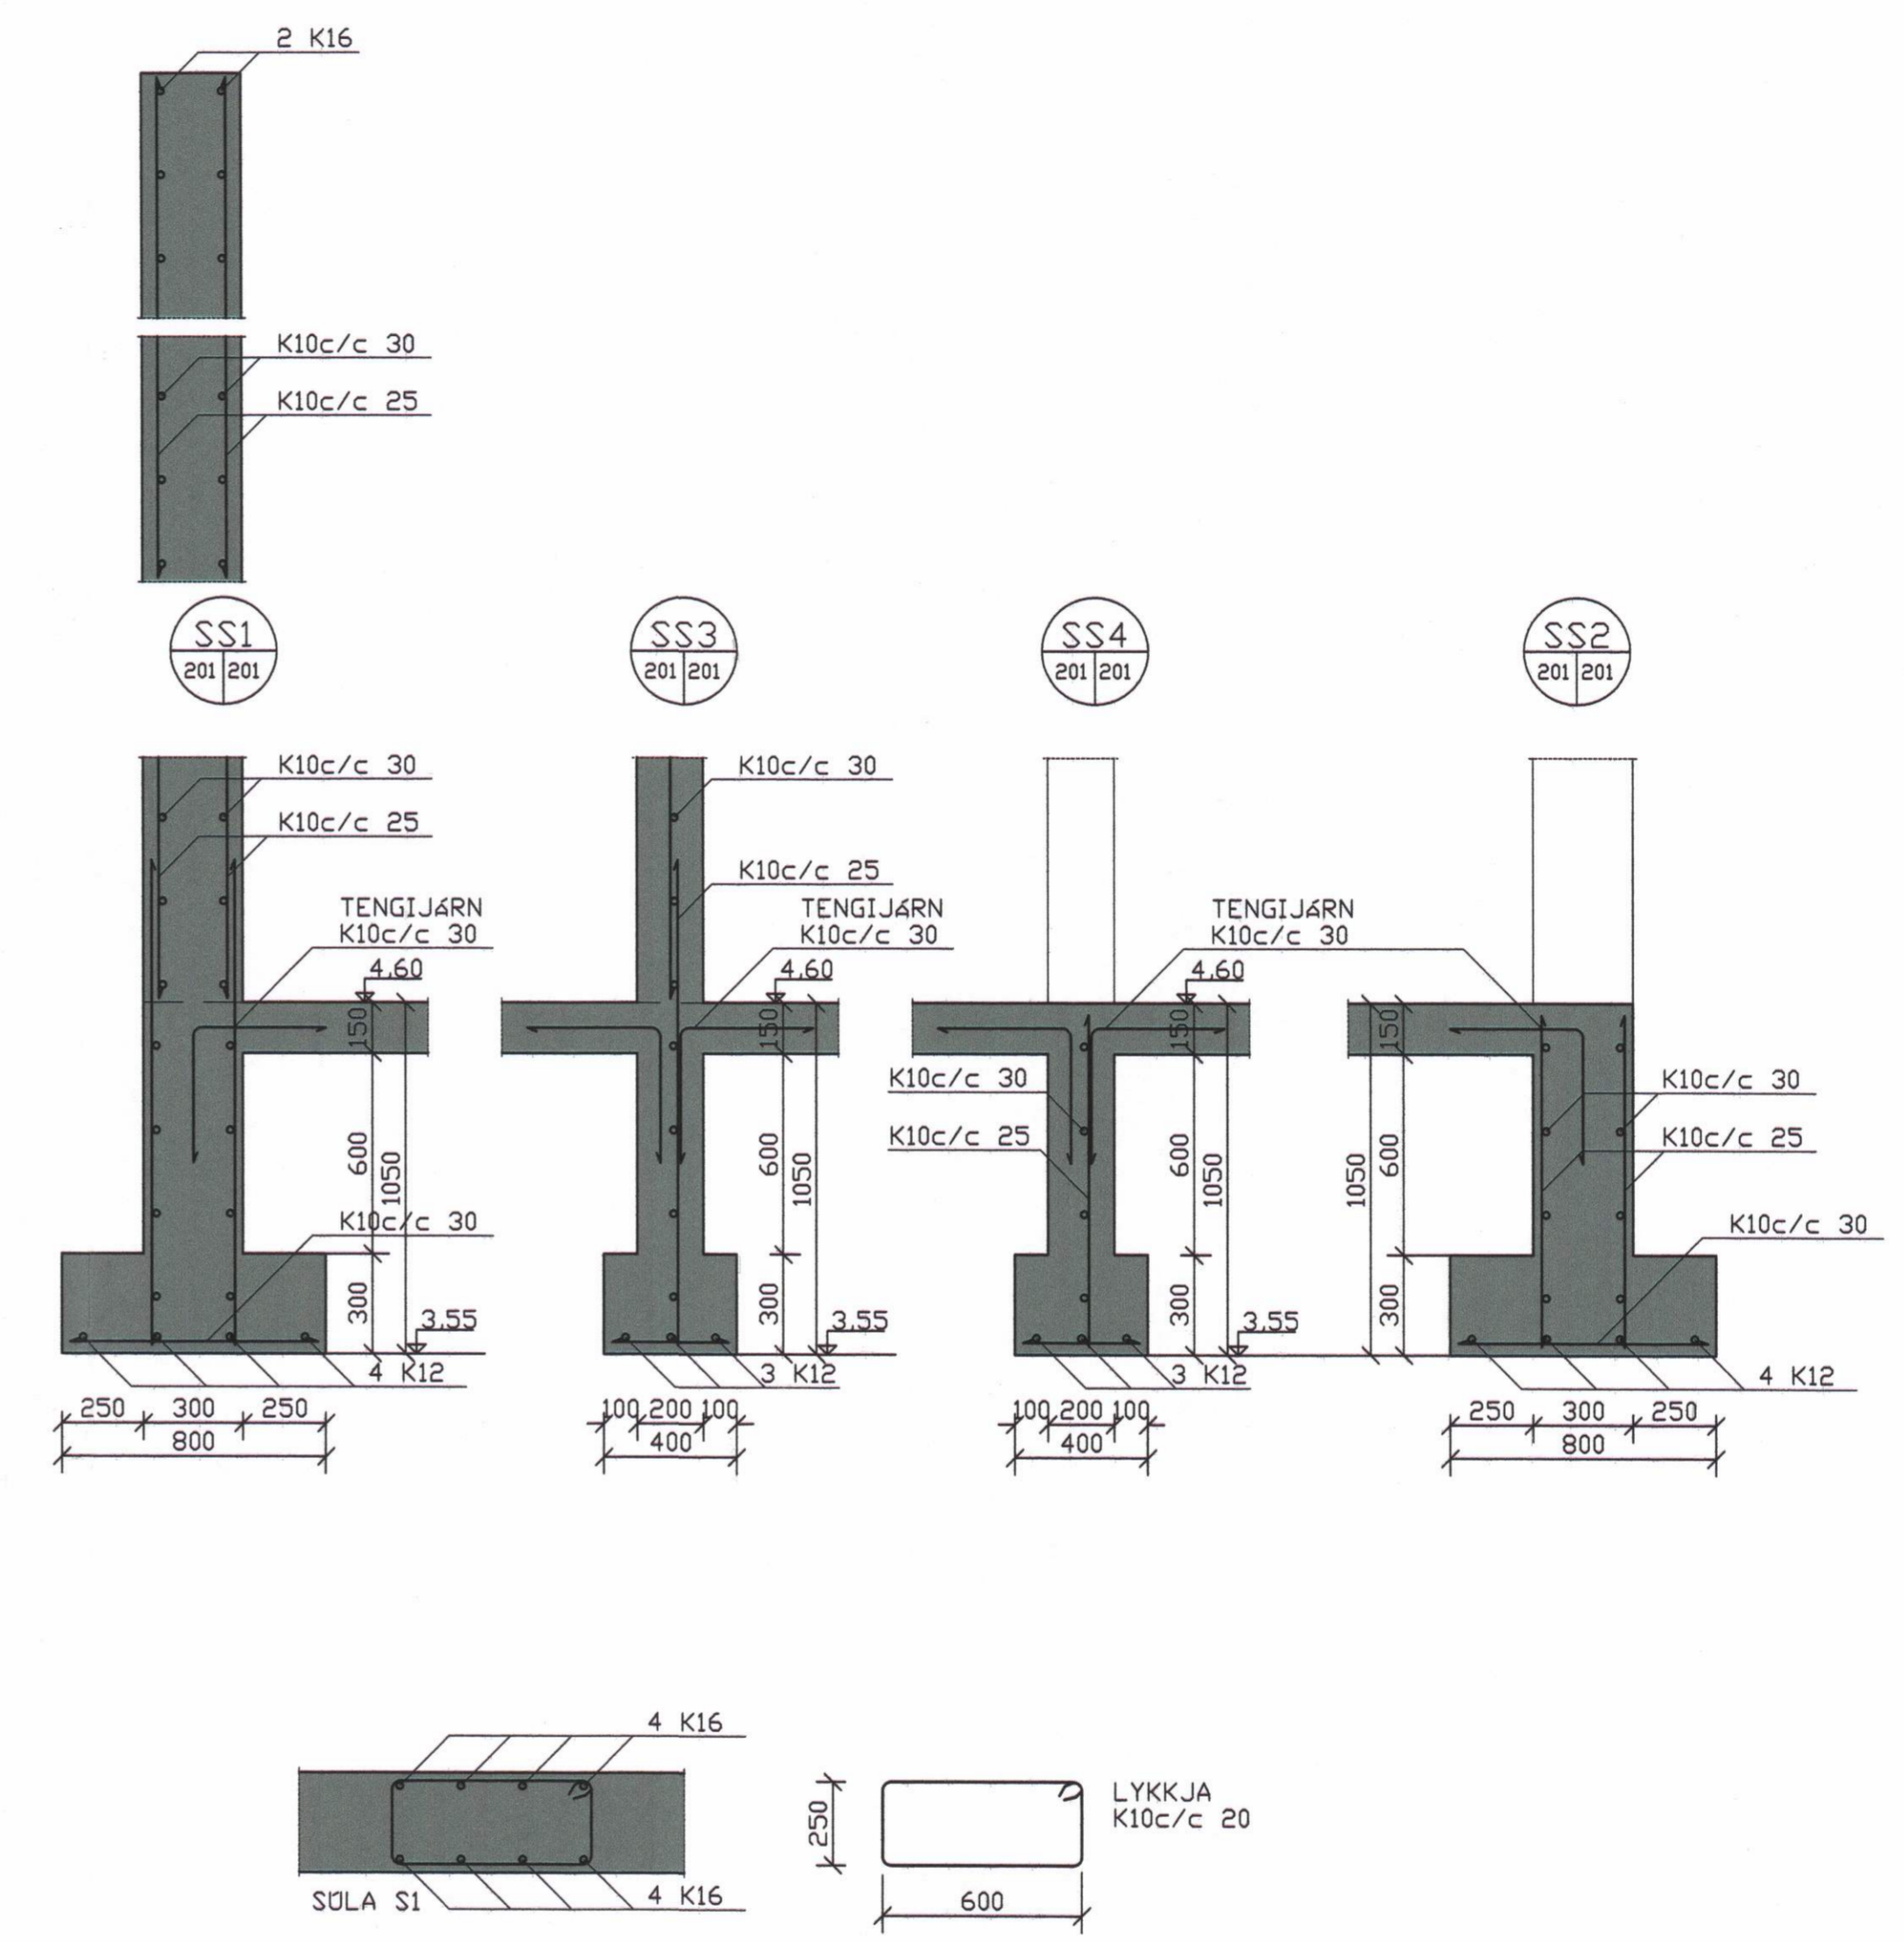 2 K16
K10c/c 30
K10c/c 25
SS1
201 201
SS3
201 201
SS4
201 201
SS2
201 201
K10c/c 30
K10c/c 25
TENGIJÁRN
K10c/c 30
4,60
150
600
1050
K10c/c 30
300
3,55
4 K12
250 300 250
800
K10c/c 30
K10c/c 25
TENGIJÁRN
K10c/c 30
4,60
150
600
1050
300
3,55
3 K12
100 200 100
400
TENGIJÁRN
K10c/c 30
4,60
150
K10c/c 30
K10c/c 25
600
1050
300
3,55
3 K12
100 200 100
400
150
600
1050
300
K10c/c 30
K10c/c 25
K10c/c 30
4 K12
250 300 250
800
4 K16
4 K16
SÚLA S1
250
600
LYKKJA
K10c/c 20